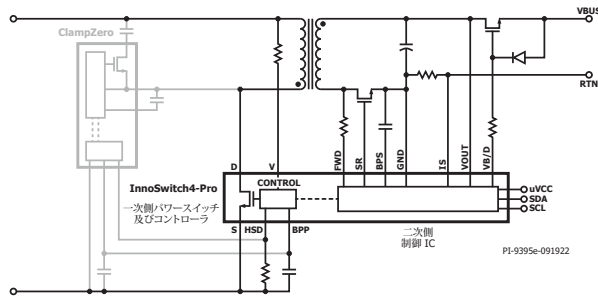 VBUS
ClampZero
RTN
FWD
SR
BPS
GND
IS
VOUT
VB/D
D
V
InnoSwitch4-Pro
CONTROL
一次側パワースイッチ
及びコントローラ
uVCC
SDA
SCL
S
HSD
BPP
二次側
制御 IC
PI-9395e-091922